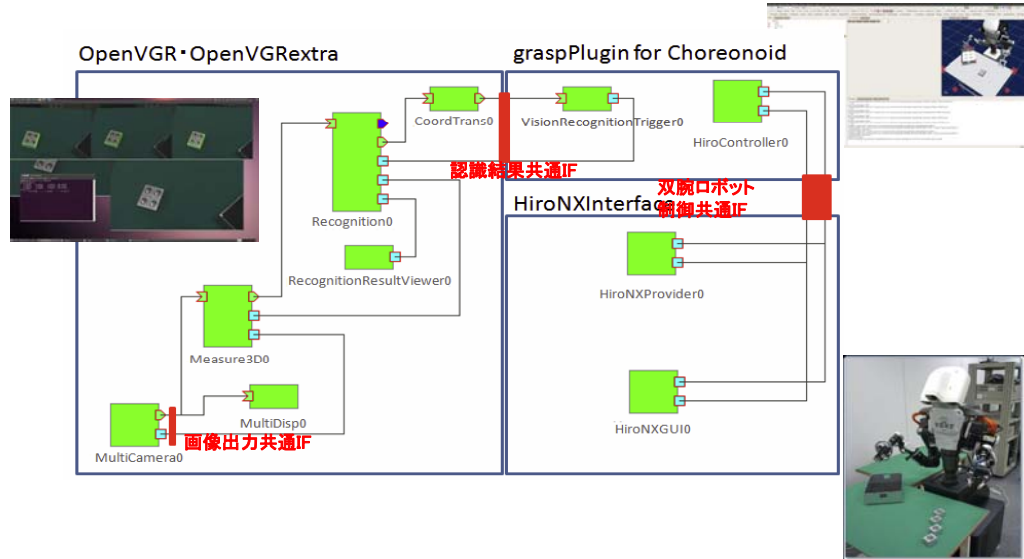 OpenVGR・OpenVGRextra
graspPlugin for Choreonoid
CoordTrans0
VisionRecognitionTrigger0
HiroController0
認識結果共通IF
双腕ロボット
制御共通IF
HiroNXInterface
Recognition0
RecognitionResultViewer0
HiroNXProvider0
Measure3D0
MultiDisp0
HiroNXGUI0
画像出力共通IF
MultiCamera0